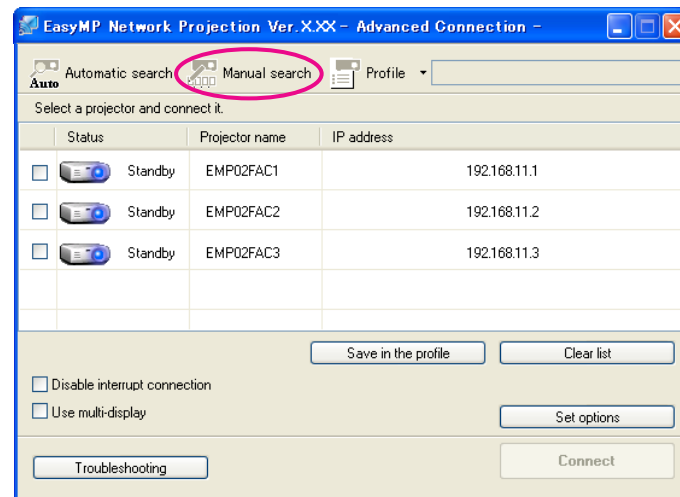 EasyMP Network Projection Ver.X.XX – Advanced Connection –
Auto Automatic search Manual search Profile
Select a projector and connect it.
Status Projector name IP address
Standby EMP02FAC1 192.168.11.1
Standby EMP02FAC2 192.168.11.2
Standby EMP02FAC3 192.168.11.3
Save in the profile Clear list
Disable interrupt connection
Use multi-display Set options
Troubleshooting Connect